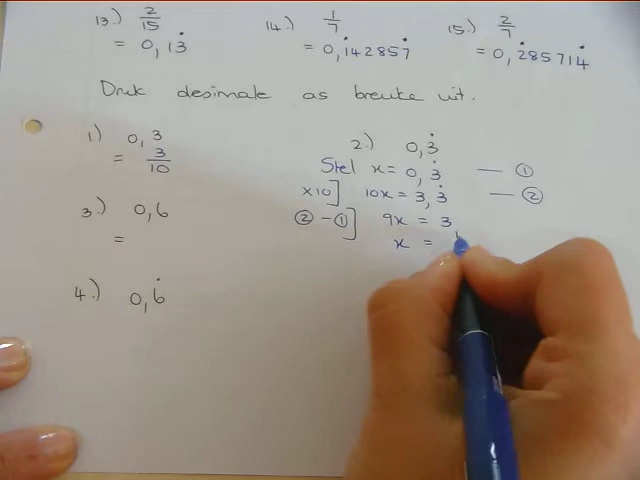 13.) 2/15 14.) 1/7 15.) 2/7
= 0,13̇ = 0,1̇42857̇ = 0,2̇85714̇
Druk desimale as breuke uit.
1) 0,3
= 3/10
2.) 0,3̇
Stel x = 0,3̇ — ①
x10] 10x = 3,3̇ — ②
② - ①] 9x = 3
x =
3.) 0,6
=
4.) 0,6̇